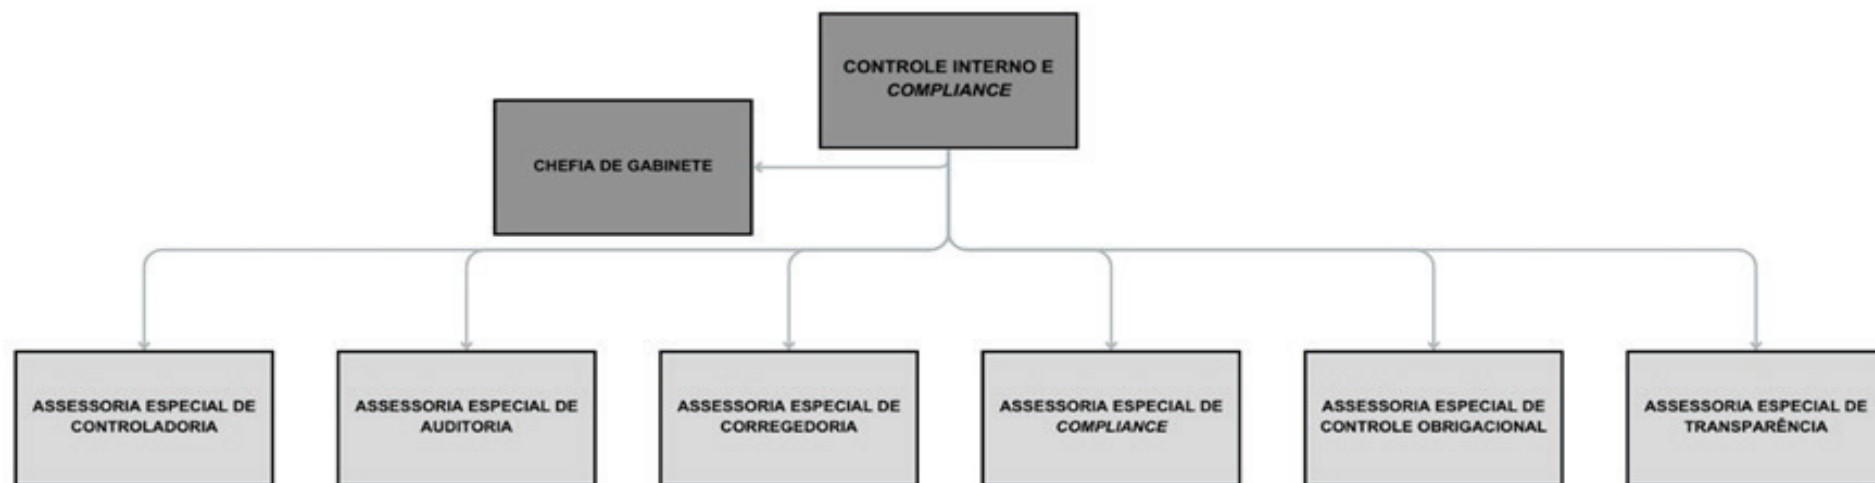 CONTROLE INTERNO E
COMPLIANCE
CHEFIA DE GABINETE
ASSESSORIA ESPECIAL DE
CONTROLADORIA
ASSESSORIA ESPECIAL DE
AUDITORIA
ASSESSORIA ESPECIAL DE
CORREGEDORIA
ASSESSORIA ESPECIAL DE
COMPLIANCE
ASSESSORIA ESPECIAL DE
CONTROLE OBRIGACIONAL
ASSESSORIA ESPECIAL DE
TRANSPARÊNCIA